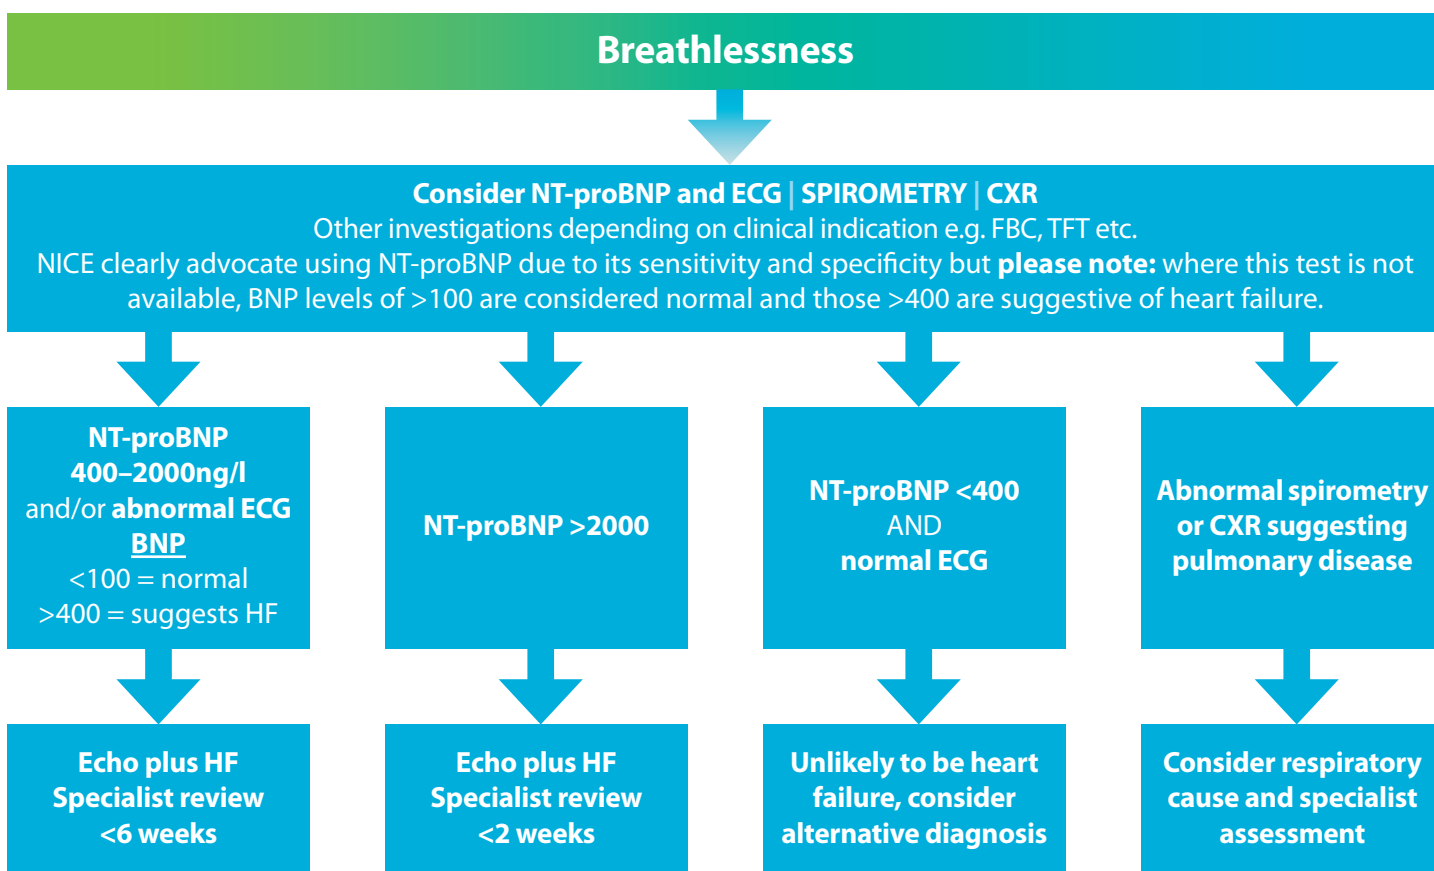 Breathlessness
Consider NT-proBNP and ECG | SPIROMETRY | CXR
Other investigations depending on clinical indication e.g. FBC, TFT etc.
NICE clearly advocate using NT-proBNP due to its sensitivity and specificity but please note: where this test is not
available, BNP levels of >100 are considered normal and those >400 are suggestive of heart failure.
NT-proBNP
400–2000ng/l
and/or abnormal ECG
BNP
<100 = normal
>400 = suggests HF
NT-proBNP >2000
NT-proBNP <400
AND
normal ECG
Abnormal spirometry
or CXR suggesting
pulmonary disease
Echo plus HF
Specialist review
<6 weeks
Echo plus HF
Specialist review
<2 weeks
Unlikely to be heart
failure, consider
alternative diagnosis
Consider respiratory
cause and specialist
assessment